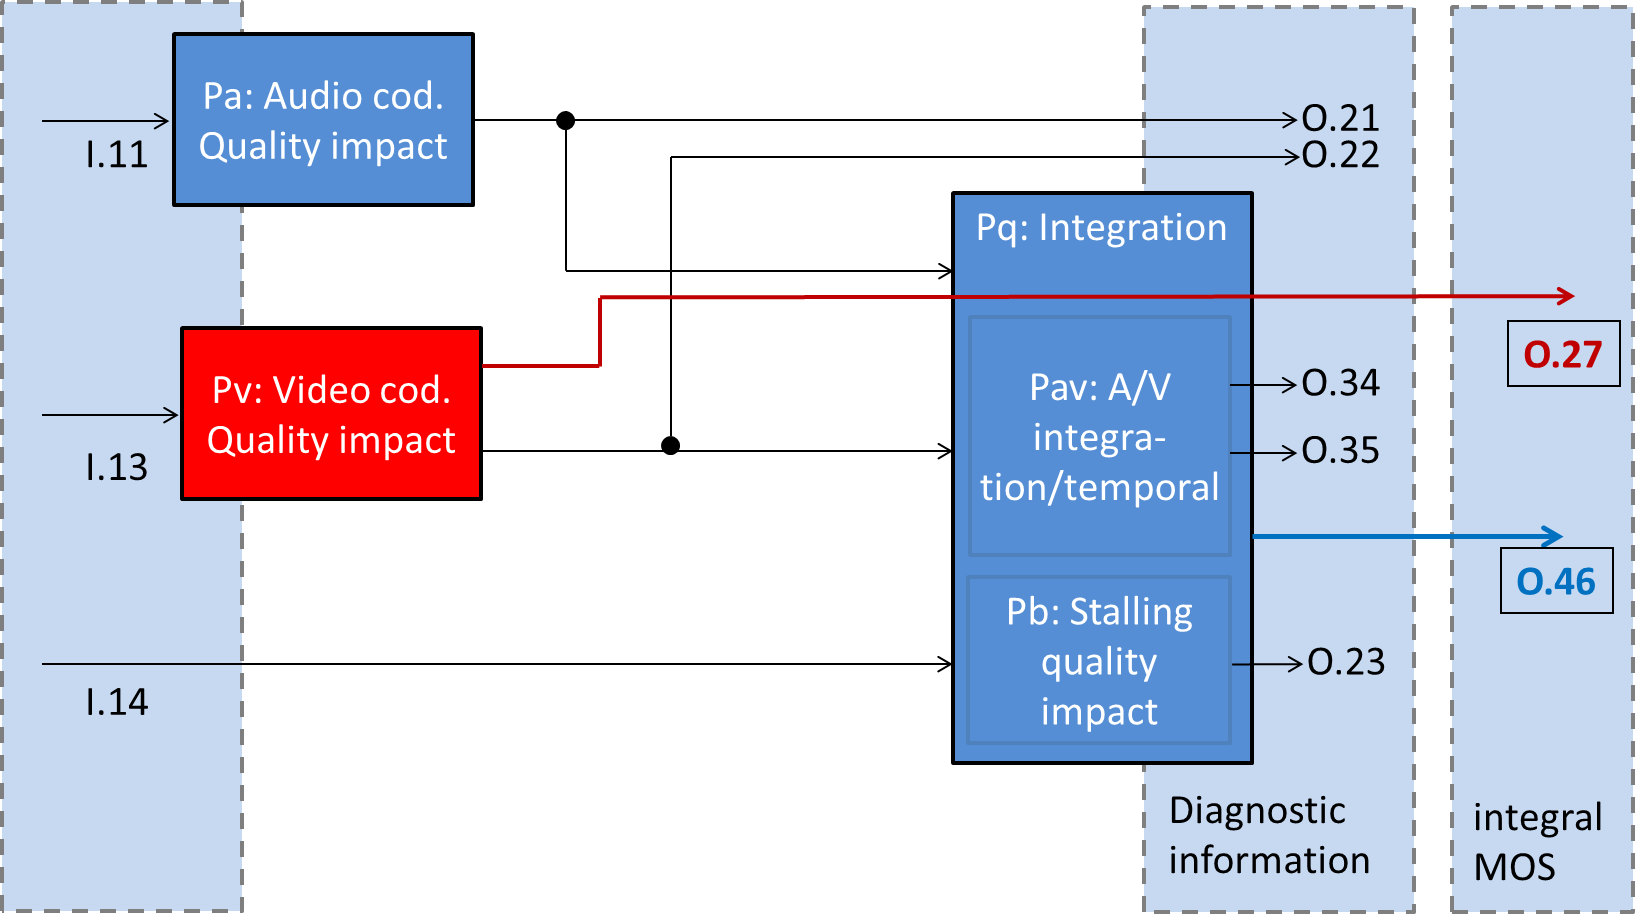 Pa: Audio cod.
Quality impact
I.11
O.21
O.22
Pq: Integration
Pv: Video cod.
Quality impact
I.13
O.27
Pav: A/V
integra-
tion/temporal
O.34
O.35
O.46
Pb: Stalling
quality
impact
O.23
I.14
Diagnostic
information
integral
MOS